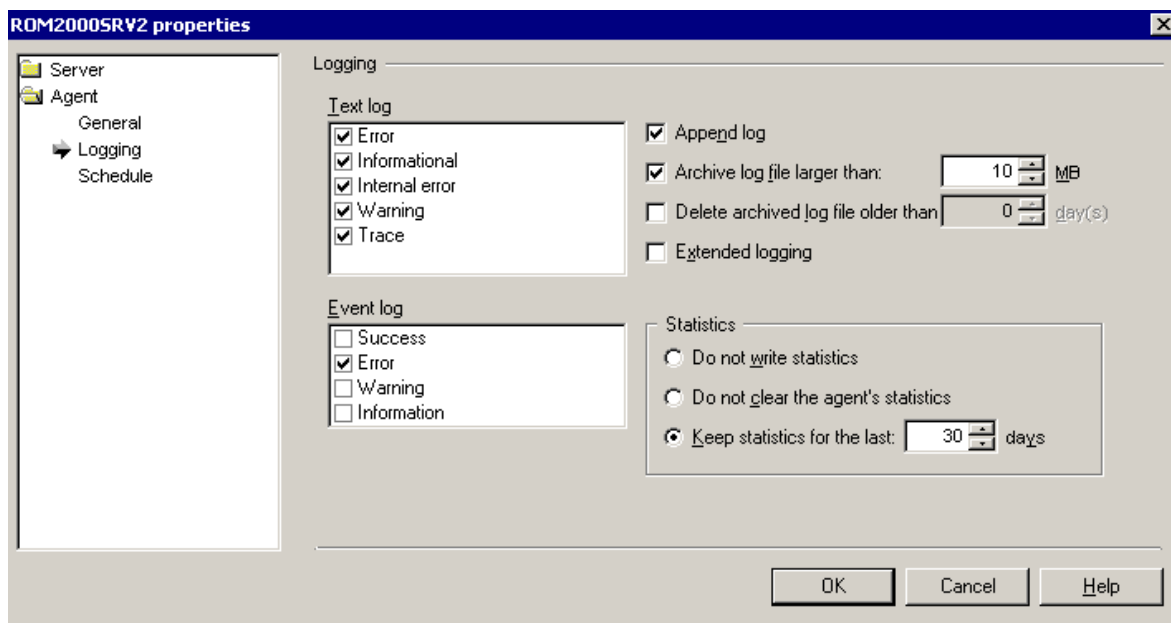 ROM2000SRV2 properties
Server
Agent
General
Logging
Schedule
Logging
Text log
Error
Informational
Internal error
Warning
Trace
Append log
Archive log file larger than: 10 MB
Delete archived log file older than 0 day(s)
Extended logging
Event log
Success
Error
Warning
Information
Statistics
Do not write statistics
Do not clear the agent's statistics
Keep statistics for the last: 30 days
OK Cancel Help